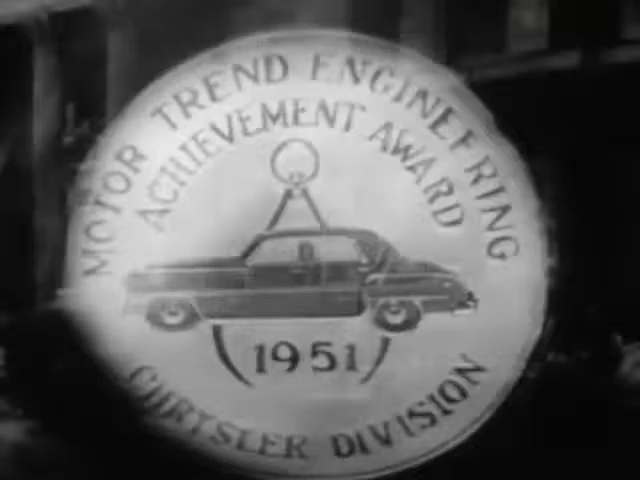 MOTOR TREND ENGINEERING
ACHIEVEMENT AWARD
(1951)
CHRYSLER DIVISION